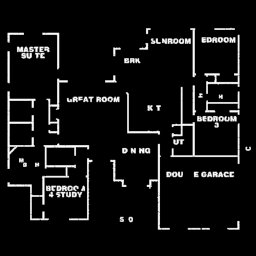 SUNROOM
EDROOM
MASTER
SU TE
BRK
GREAT ROOM
K T
H
BEDROOM
3
D N NG
UT
BEDROO
4 STUDY
DOU E GARAGE